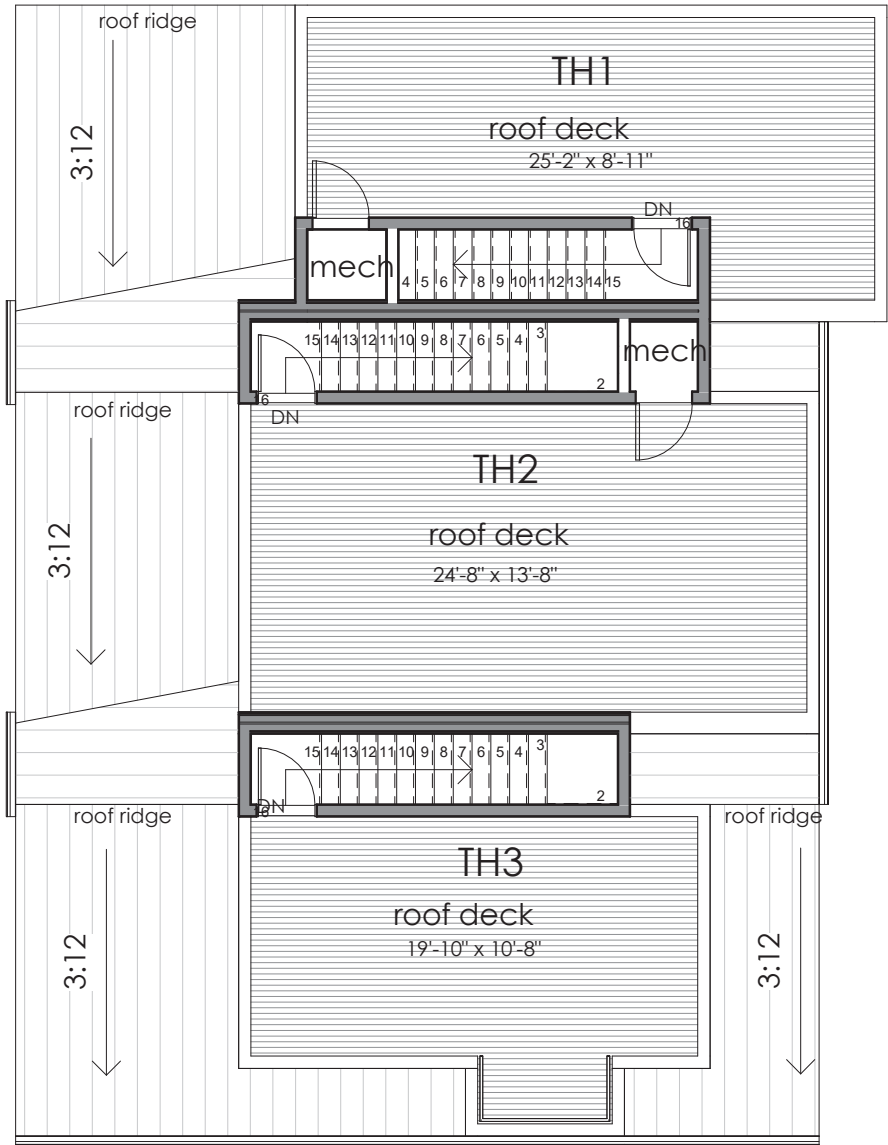 roof ridge
3:12
TH1
roof deck
25'-2" x 8'-11"
DN
16
mech
4 5 6 7 8 9 10 11 12 13 14 15
15 14 13 12 11 10 9 8 7 6 5 4 3
2
mech
16
DN
roof ridge
3:12
TH2
roof deck
24'-8" x 13'-8"
15 14 13 12 11 10 9 8 7 6 5 4 3
2
DN
16
roof ridge
roof ridge
3:12
TH3
roof deck
19'-10" x 10'-8"
3:12